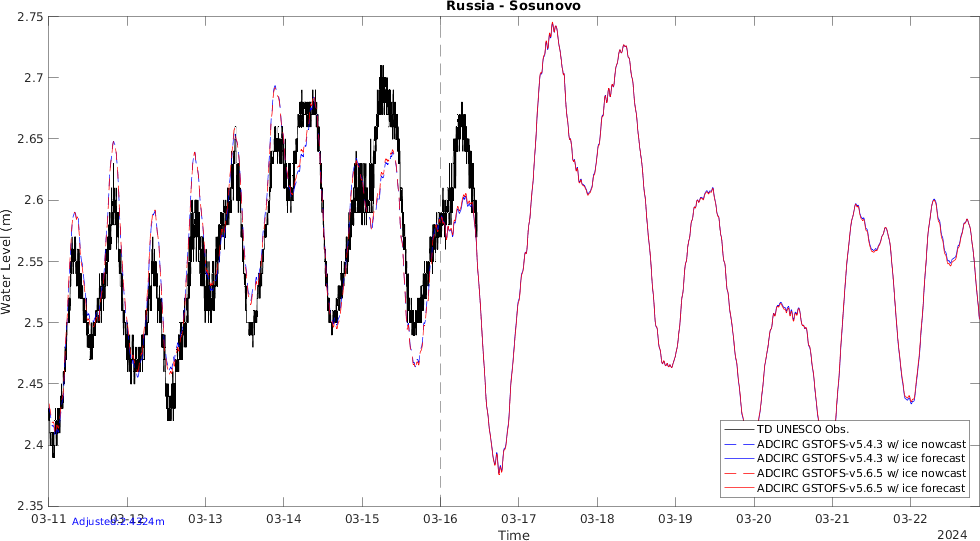 Russia - Sosunovo
Water Level (m)
2.75
2.7
2.65
2.6
2.55
2.5
2.45
2.4
2.35
TD UNESCO Obs.
ADCIRC GSTOFS-v5.4.3 w/ ice nowcast
ADCIRC GSTOFS-v5.4.3 w/ ice forecast
ADCIRC GSTOFS-v5.6.5 w/ ice nowcast
ADCIRC GSTOFS-v5.6.5 w/ ice forecast
03-11 03-12 03-13 03-14 03-15 03-16 03-17 03-18 03-19 03-20 03-21 03-22
Adjusted:2.4324m
Time
2024